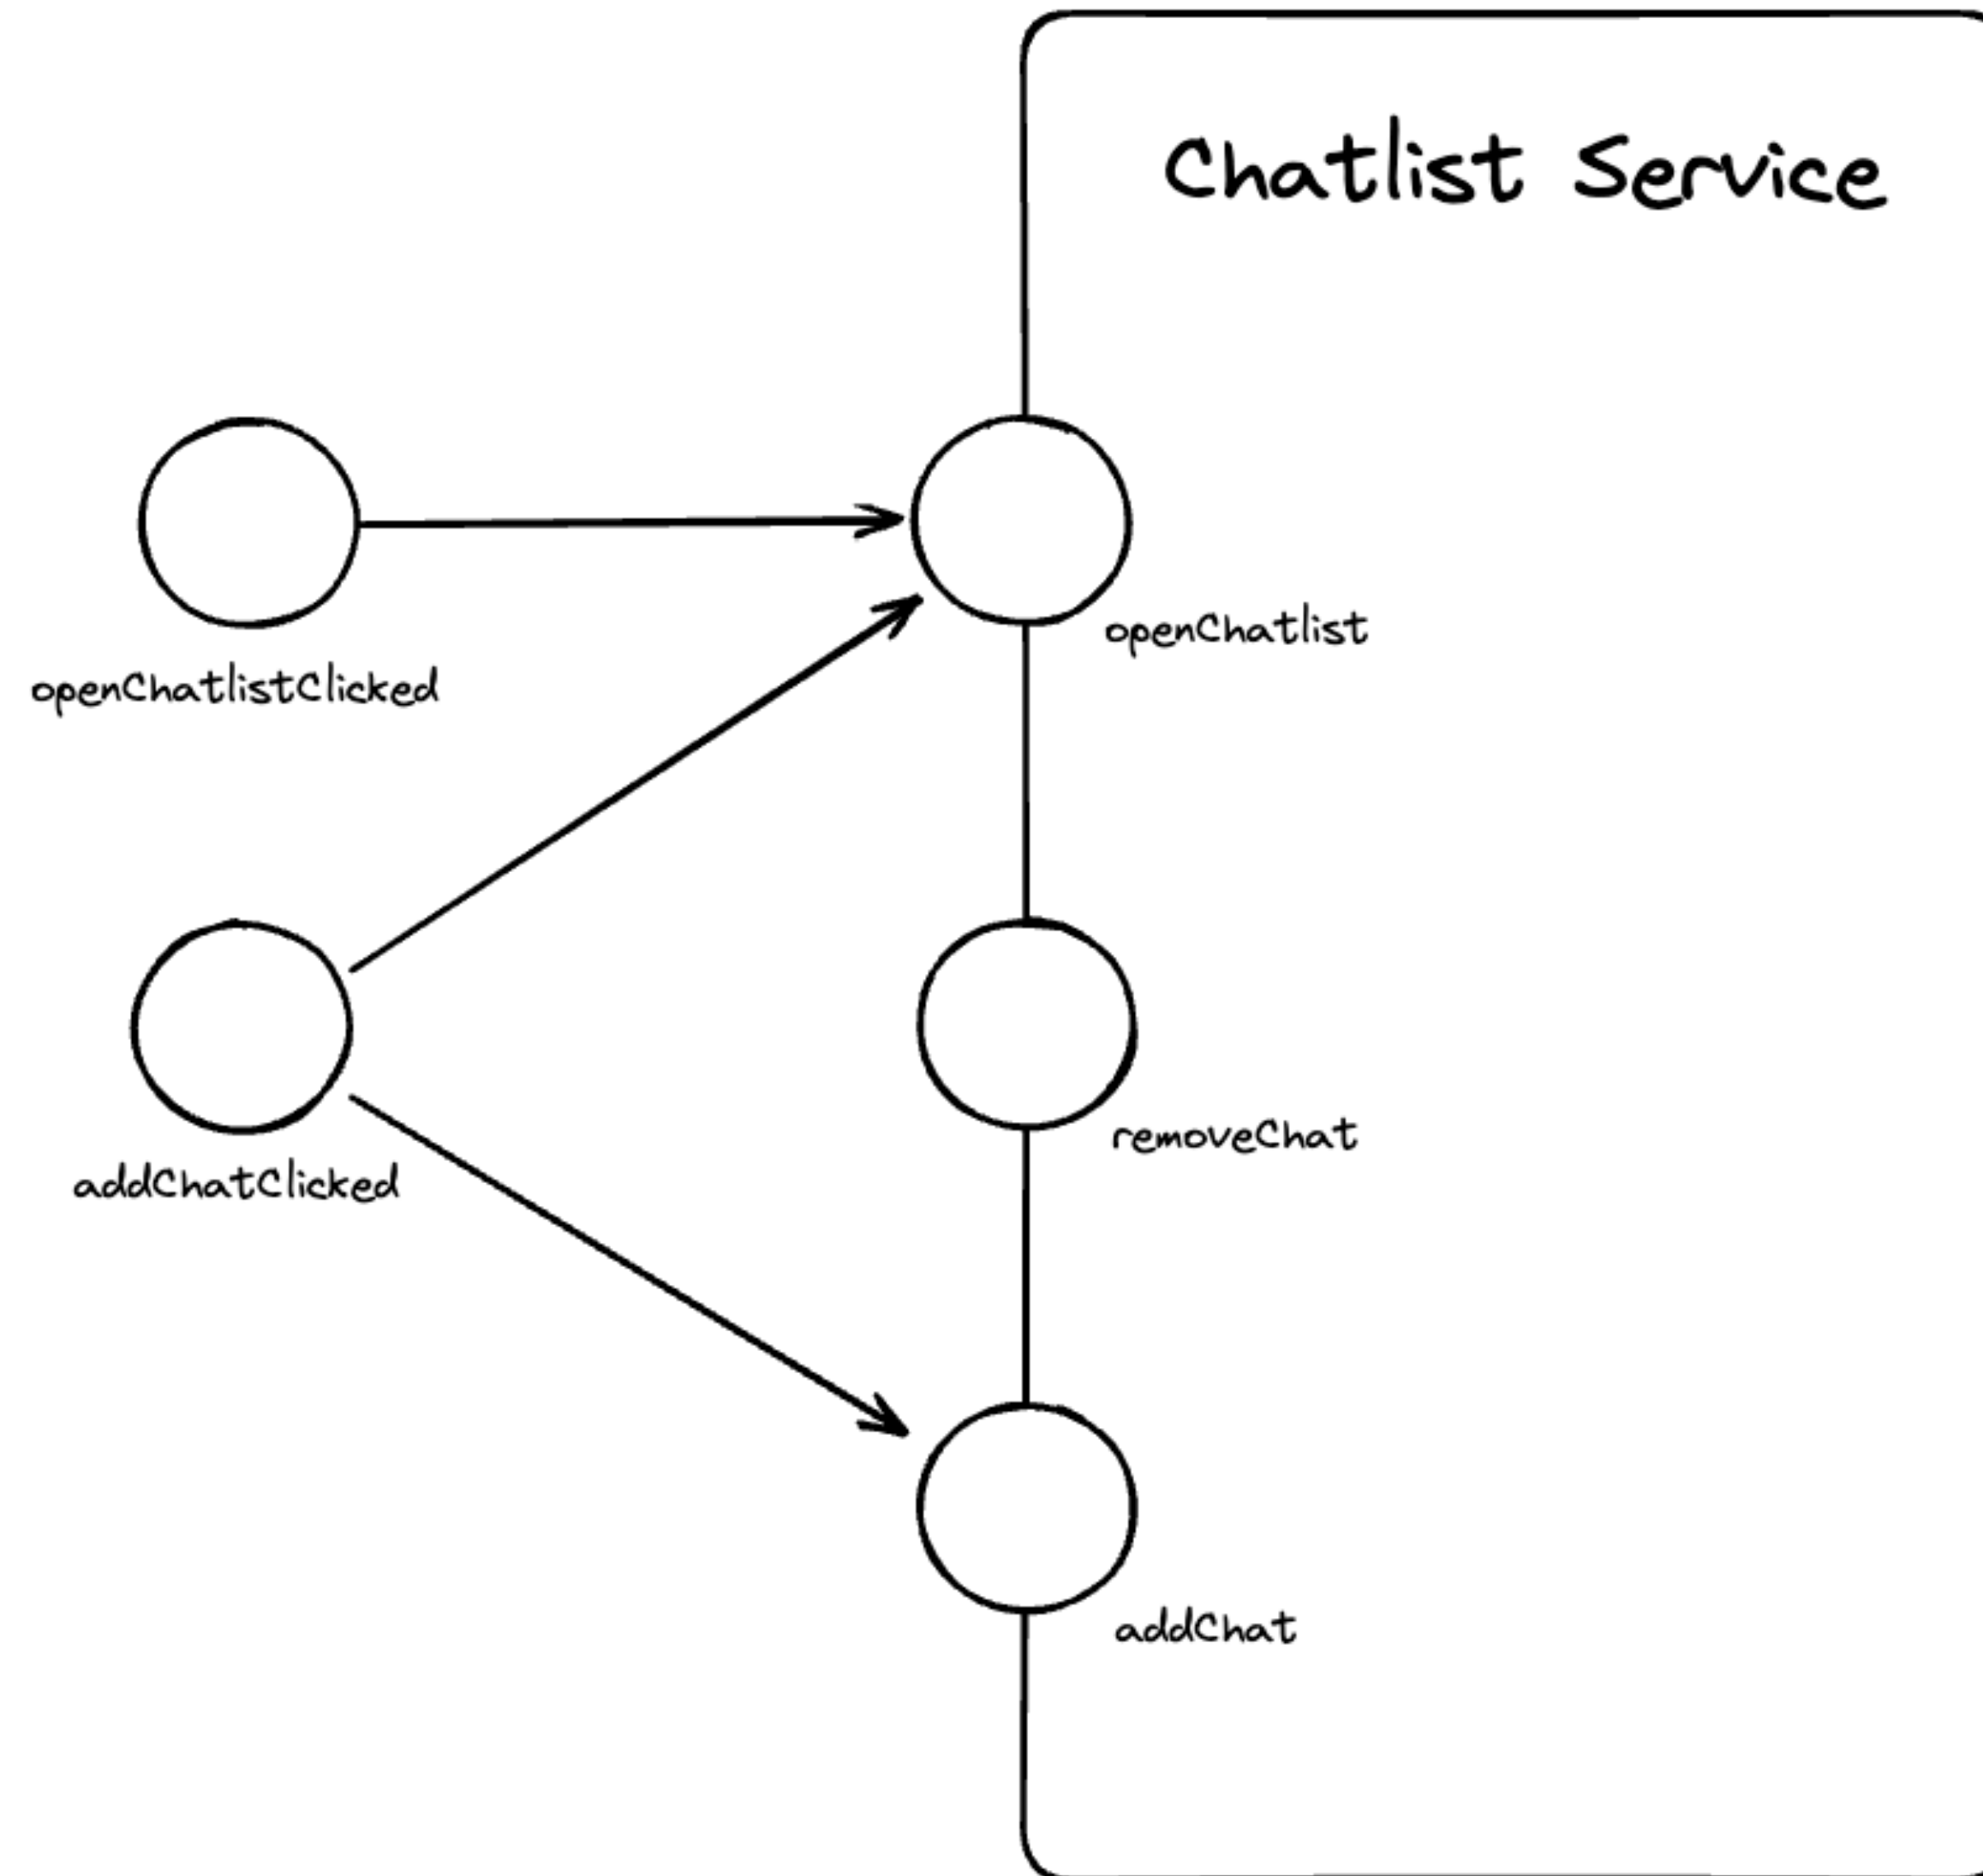 Chatlist Service
openChatlist
openChatlistClicked
removeChat
addChatClicked
addChat